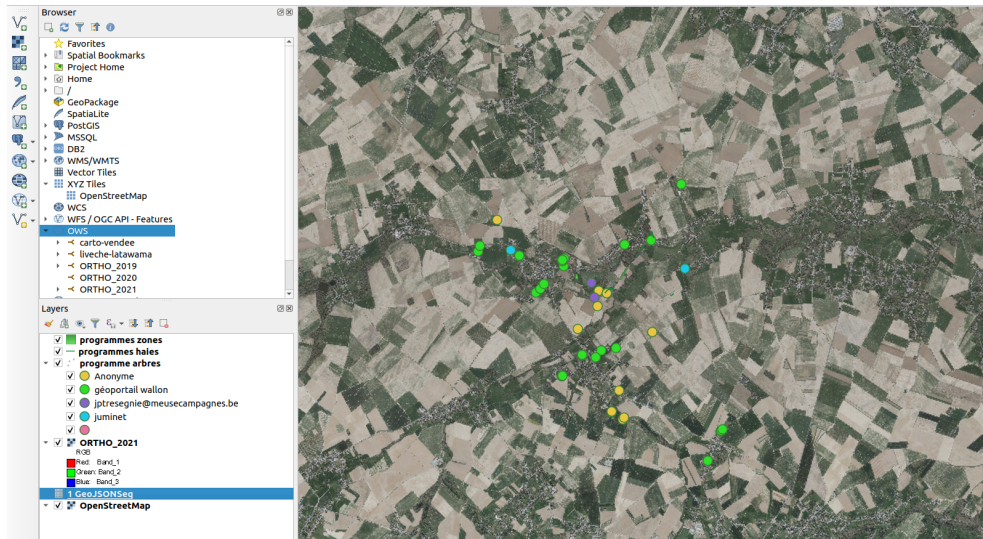 Browser
Favorites
Spatial Bookmarks
Project Home
Home
/
GeoPackage
SpatiaLite
PostGIS
MSSQL
DB2
WMS/WMTS
Vector Tiles
XYZ Tiles
OpenStreetMap
WCS
WFS / OGC API - Features
OWS
carto-vendee
liveche-latawama
ORTHO_2019
ORTHO_2020
ORTHO_2021
Layers
programmes zones
programmes haies
programme arbres
Anonyme
géoportail wallon
jptresegnie@meusecampagnes.be
juminet
ORTHO_2021
RGB
Red: Band_1
Green: Band_2
Blue: Band_3
1 GeoJSONSeq
OpenStreetMap